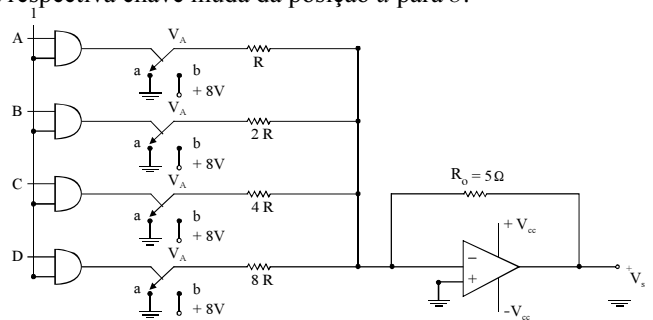 respectiva chave muda da posição a para b.
1
A
V_A
R
a
b
+ 8V
B
V_A
2 R
a
b
+ 8V
C
V_A
4 R
a
b
+ 8V
D
V_A
8 R
a
b
+ 8V
R_o = 5 Ω
+ V_cc
−
+
-V_cc
+
V_s